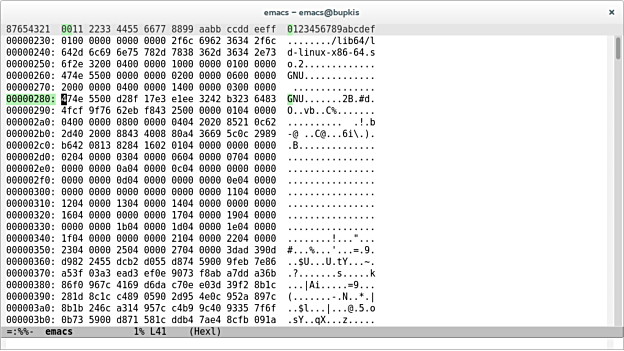 emacs – emacs@bupkis
87654321  0011 2233 4455 6677 8899 aabb ccdd eeff  0123456789abcdef
00000230: 0100 0000 0000 0000 2f6c 6962 3634 2f6c  ......../lib64/l
00000240: 642d 6c69 6e75 782d 7838 362d 3634 2e73  d-linux-x86-64.s
00000250: 6f2e 3200 0400 0000 1000 0000 0100 0000  o.2.............
00000260: 474e 5500 0000 0000 0200 0000 0600 0000  GNU.............
00000270: 2000 0000 0400 0000 1400 0000 0300 0000   ...............
00000280: 474e 5500 d28f 17e3 e1ee 3242 b323 6483  GNU.......2B.#d.
00000290: 4fcf 9f76 62eb f843 2500 0000 0104 0000  O..vb..C%.......
000002a0: 0400 0000 0800 0000 0404 2020 8521 0c62  ..........  .!.b
000002b0: 2d40 2200 8843 4008 80a4 3669 5c0c 2989  -@ ..C@...6i\.).
000002c0: b642 0813 8284 1602 0104 0000 0000 0000  .B..............
000002d0: 0204 0000 0304 0000 0604 0000 0704 0000  ................
000002e0: 0000 0000 0a04 0000 0c04 0000 0000 0000  ................
000002f0: 0000 0000 0d04 0000 0000 0000 0e04 0000  ................
00000300: 0000 0000 0000 0000 0000 0000 1104 0000  ................
00000310: 1204 0000 1304 0000 1404 0000 0000 0000  ................
00000320: 1604 0000 0000 0000 1704 0000 1904 0000  ................
00000330: 0000 0000 1b04 0000 1d04 0000 1e04 0000  ................
00000340: 1f04 0000 0000 0000 2104 0000 2204 0000  ........!..."...
00000350: 2304 0000 2504 0000 2704 0000 3dad 390d  #...%...'...=.9.
00000360: d982 2455 dcb2 d055 d874 5900 9feb 7e86  ..$U...U.tY...~.
00000370: a53f 03a3 ead3 ef0e 9073 f8ab a7dd a36b  .?.......s.....k
00000380: 86f0 967c 4169 d6da c70e e03d 39f2 8b1c  ...|Ai.....=9...
00000390: 281d 8c1c c489 0590 2d95 4e0c 952a 897c  (.......-.N..*.|
000003a0: 8b1b 246c a314 957c c4b9 9c40 9335 7f6f  ..$l...|...@.5.o
000003b0: 0b73 5900 d871 581c ddb4 7ae4 8cfb 091a  .sY..qX...z.....
=:%%-  emacs          1% L41    (Hexl)